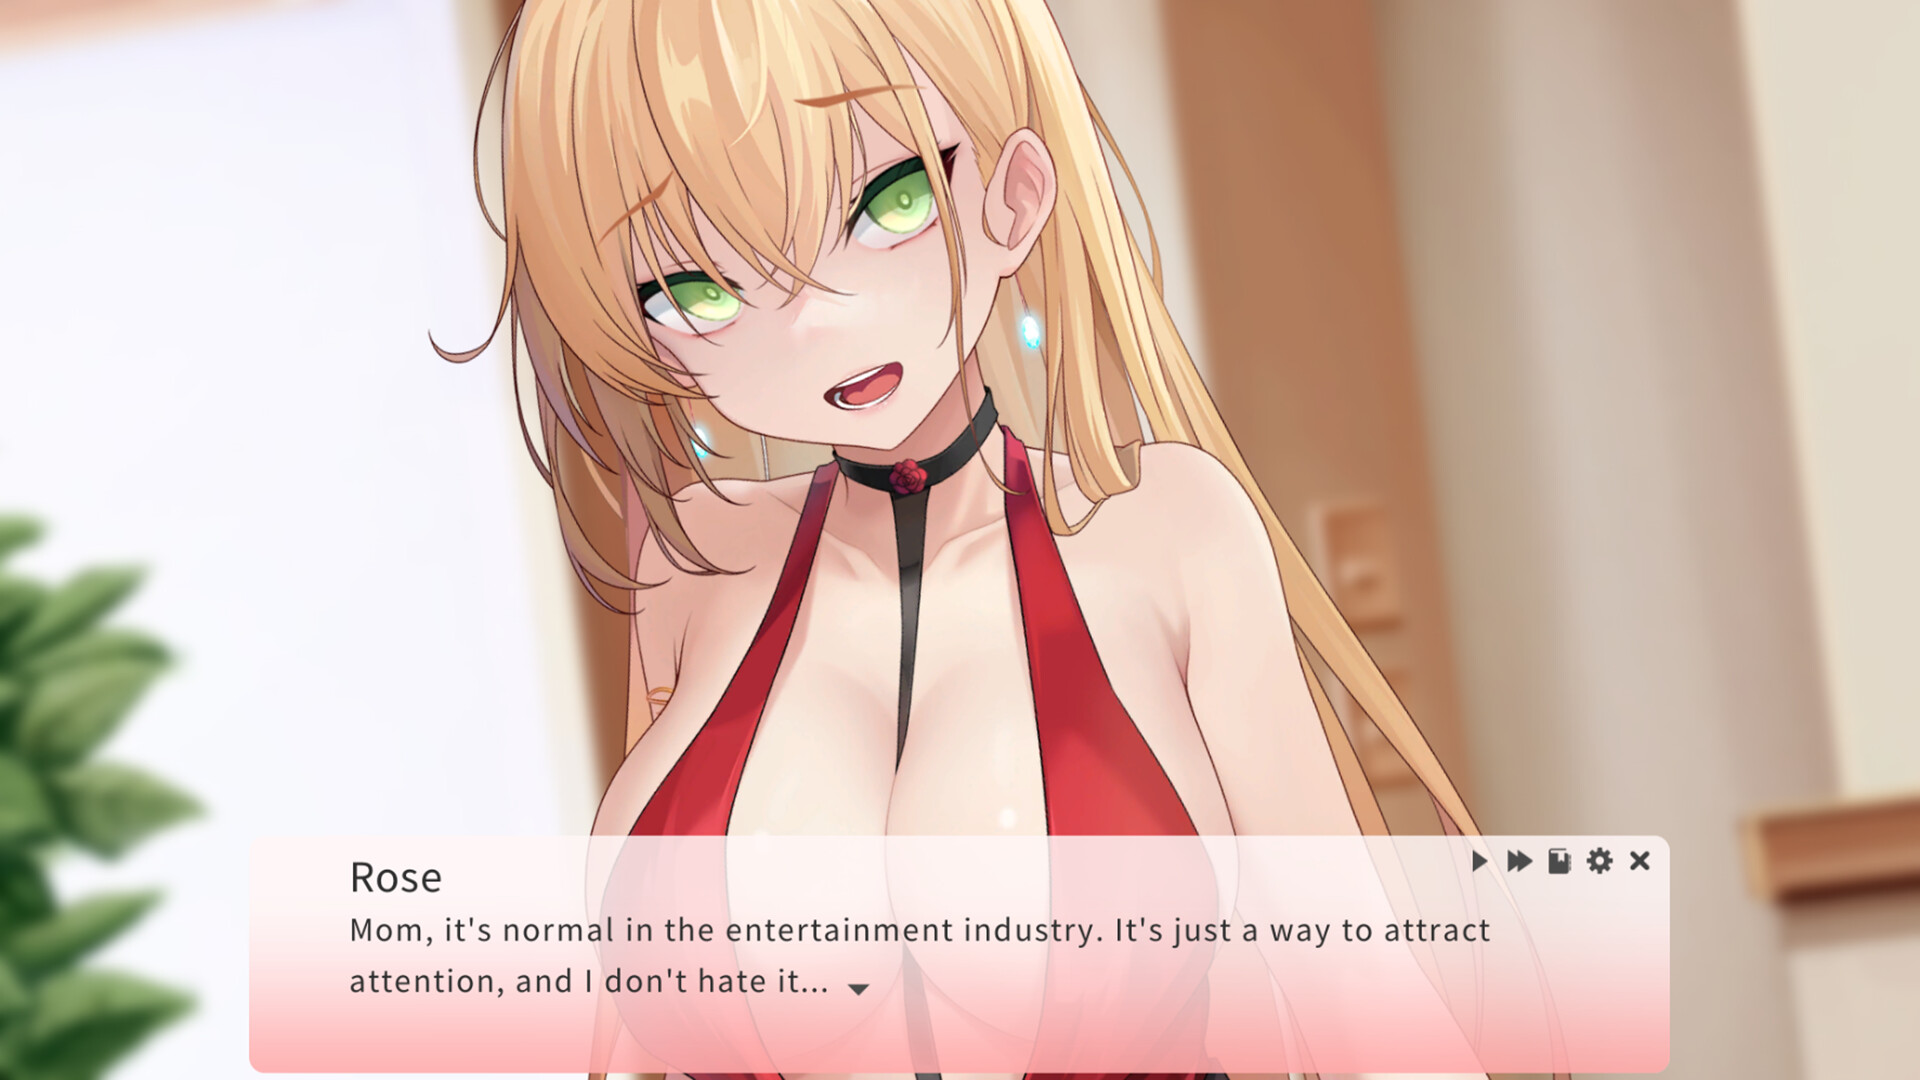 Rose
Mom, it's normal in the entertainment industry. It's just a way to attract
attention, and I don't hate it...